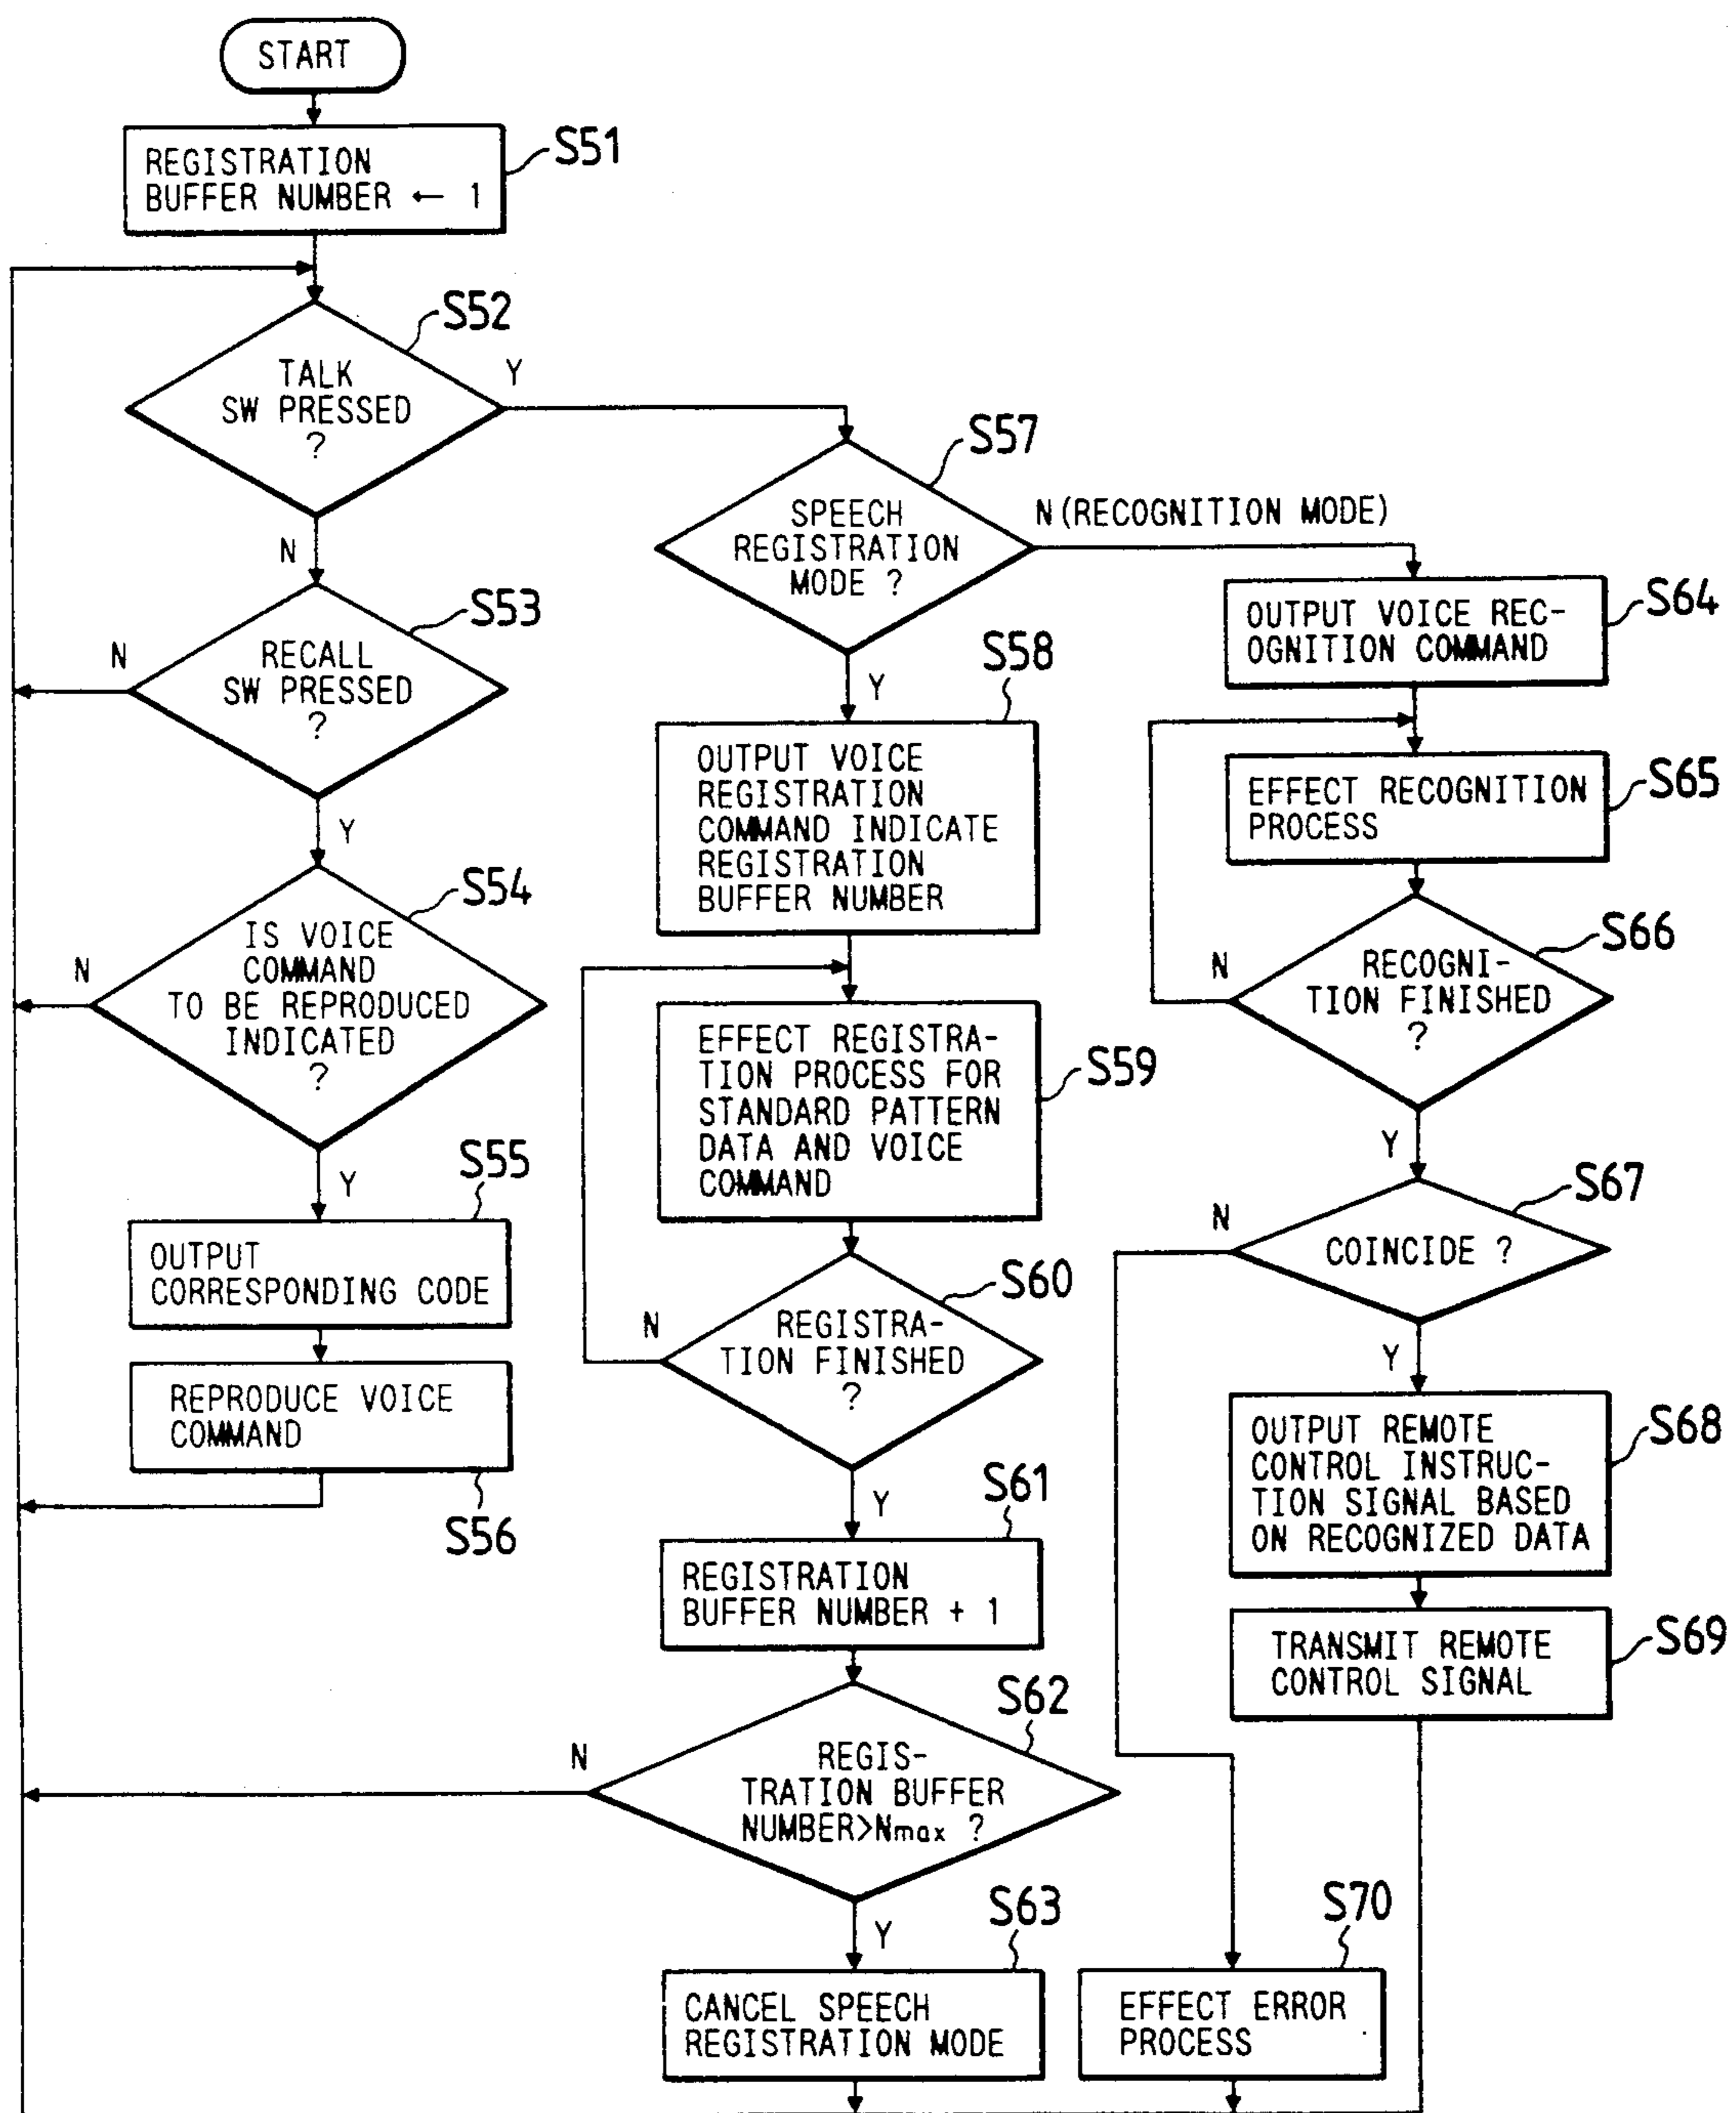 START
REGISTRATION
BUFFER NUMBER ← 1
S51
TALK
SW PRESSED
?
S52
Y
N
RECALL
SW PRESSED
?
S53
N
Y
IS VOICE
COMMAND
TO BE REPRODUCED
INDICATED
?
S54
N
Y
OUTPUT
CORRESPONDING CODE
S55
REPRODUCE VOICE
COMMAND
S56
SPEECH
REGISTRATION
MODE ?
S57
N (RECOGNITION MODE)
Y
OUTPUT VOICE
REGISTRATION
COMMAND INDICATE
REGISTRATION
BUFFER NUMBER
S58
EFFECT REGISTRA-
TION PROCESS FOR
STANDARD PATTERN
DATA AND VOICE
COMMAND
S59
REGISTRA-
TION FINISHED
?
S60
N
Y
REGISTRATION
BUFFER NUMBER + 1
S61
REGIS-
TRATION BUFFER
NUMBER>Nmax ?
S62
N
Y
CANCEL SPEECH
REGISTRATION MODE
S63
OUTPUT VOICE REC-
OGNITION COMMAND
S64
EFFECT RECOGNITION
PROCESS
S65
RECOGNI-
TION FINISHED
?
S66
N
Y
COINCIDE ?
S67
N
Y
OUTPUT REMOTE
CONTROL INSTRUC-
TION SIGNAL BASED
ON RECOGNIZED DATA
S68
TRANSMIT REMOTE
CONTROL SIGNAL
S69
EFFECT ERROR
PROCESS
S70